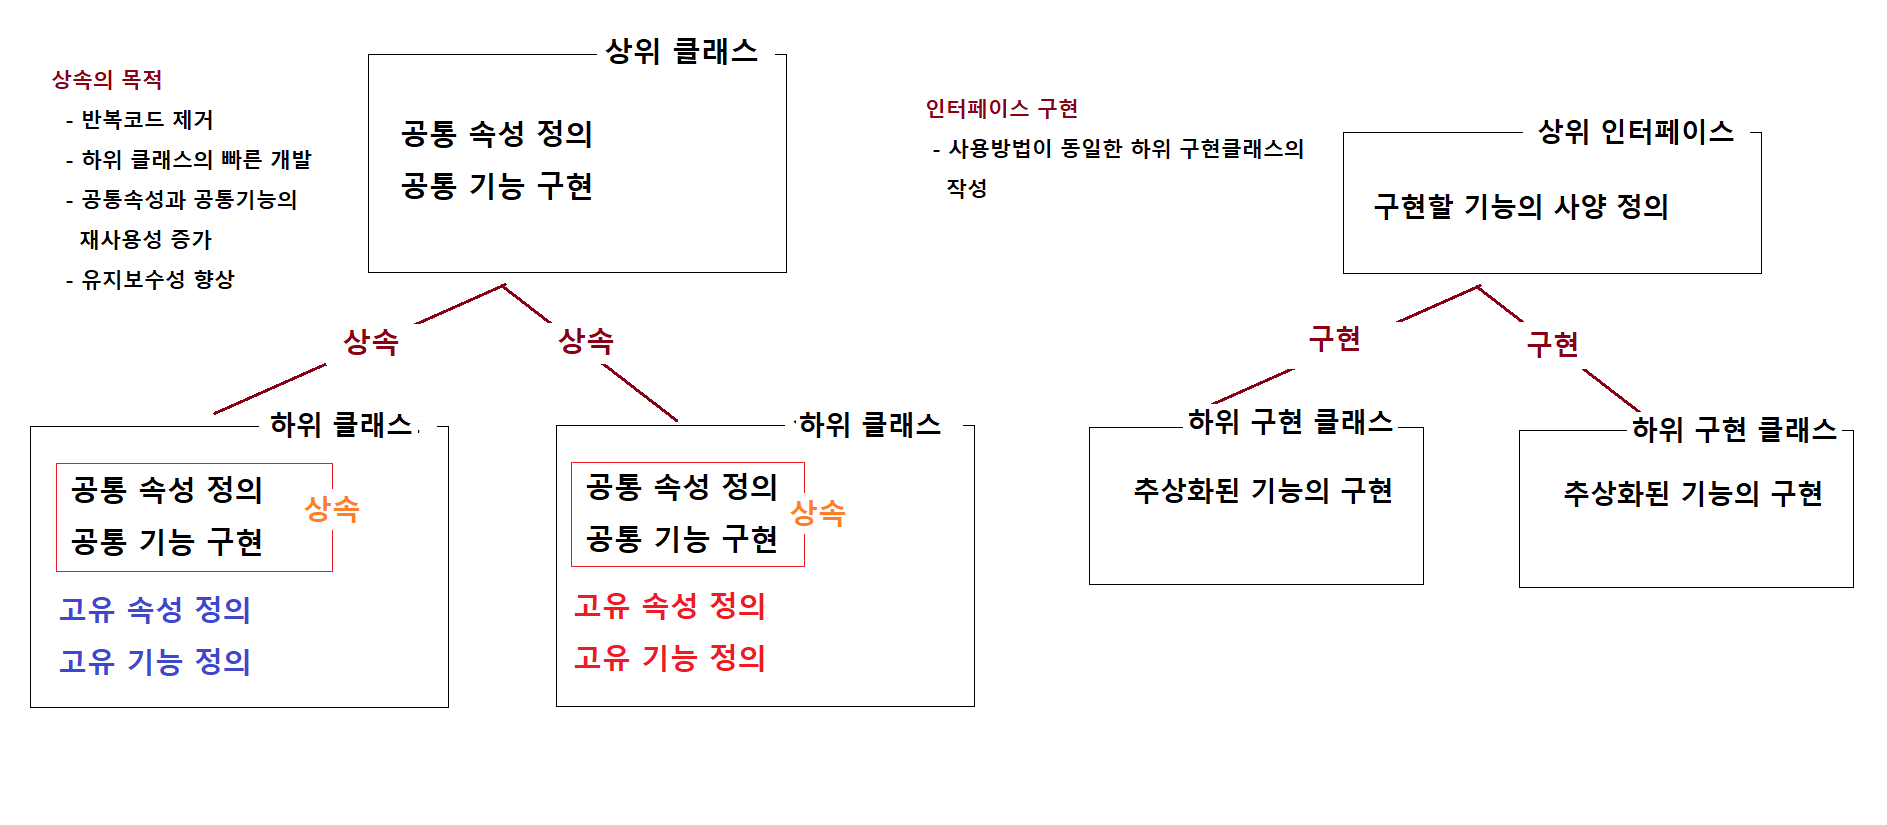 상속의 목적
- 반복코드 제거
- 하위 클래스의 빠른 개발
- 공통속성과 공통기능의
재사용성 증가
- 유지보수성 향상
상위 클래스
공통 속성 정의
공통 기능 구현
상속
상속
하위 클래스
공통 속성 정의
공통 기능 구현
상속
고유 속성 정의
고유 기능 정의
하위 클래스
공통 속성 정의
공통 기능 구현
상속
고유 속성 정의
고유 기능 정의
인터페이스 구현
- 사용방법이 동일한 하위 구현클래스의
작성
상위 인터페이스
구현할 기능의 사양 정의
구현
구현
하위 구현 클래스
추상화된 기능의 구현
하위 구현 클래스
추상화된 기능의 구현